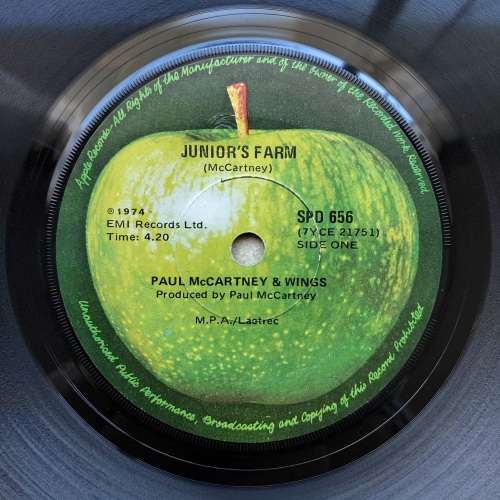 Apple Records - All Rights of the Manufacturer and of the Owner of the Recorded Work Reserved
JUNIOR'S FARM
(McCartney)
℗ 1974
EMI Records Ltd.
Time: 4.20
SPD 656
(7YCE 21751)
SIDE ONE
PAUL McCARTNEY & WINGS
Produced by Paul McCartney
M.P.A./Laotrec
Unauthorised Public Performance, Broadcasting and Copying of this Record Prohibited